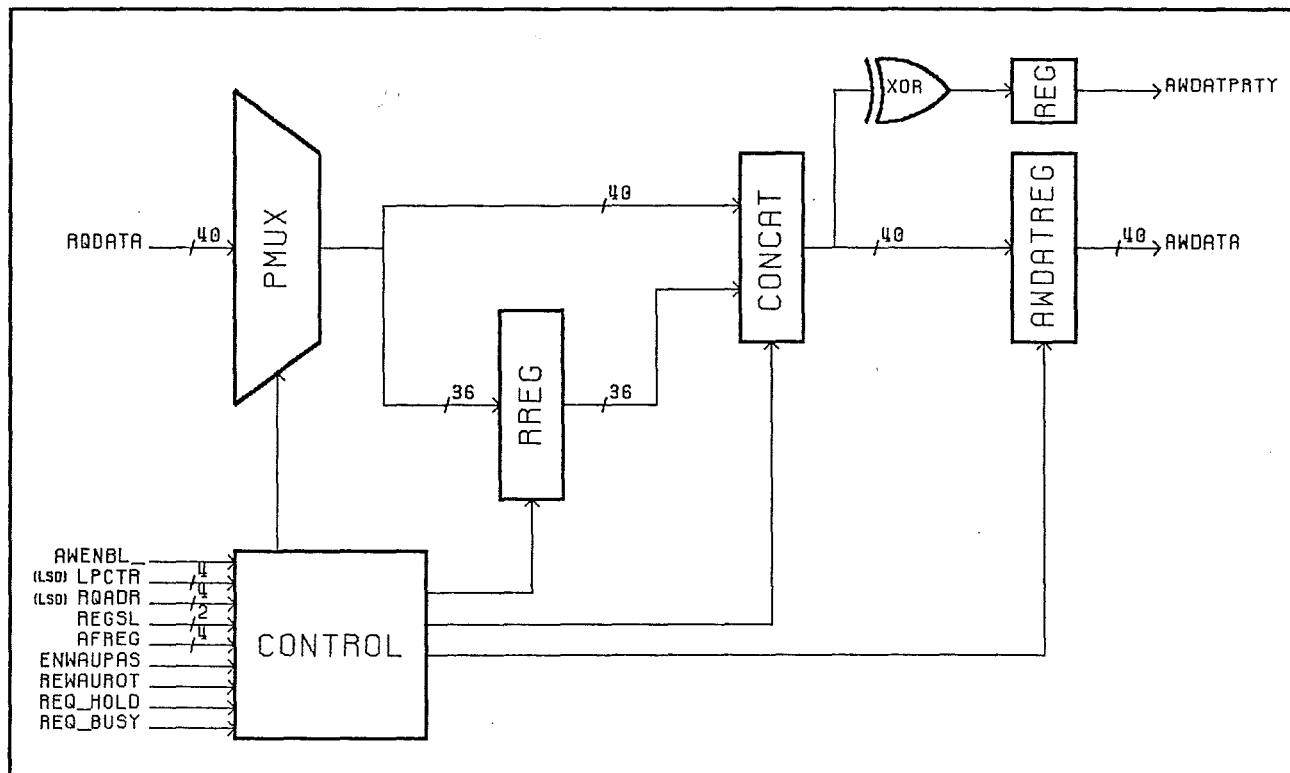 XOR
REG
AWDATPRTY
RQDATA
40
PMUX
40
CONCAT
40
AWDATREG
40
AWDATA
36
RREG
36
AWENBL_
(LSD) LPCTR 4
(LSD) RQADR 4
REGSL 2
AFREG 4
ENWAUPAS
REWAUROT
REQ_HOLD
REQ_BUSY
CONTROL